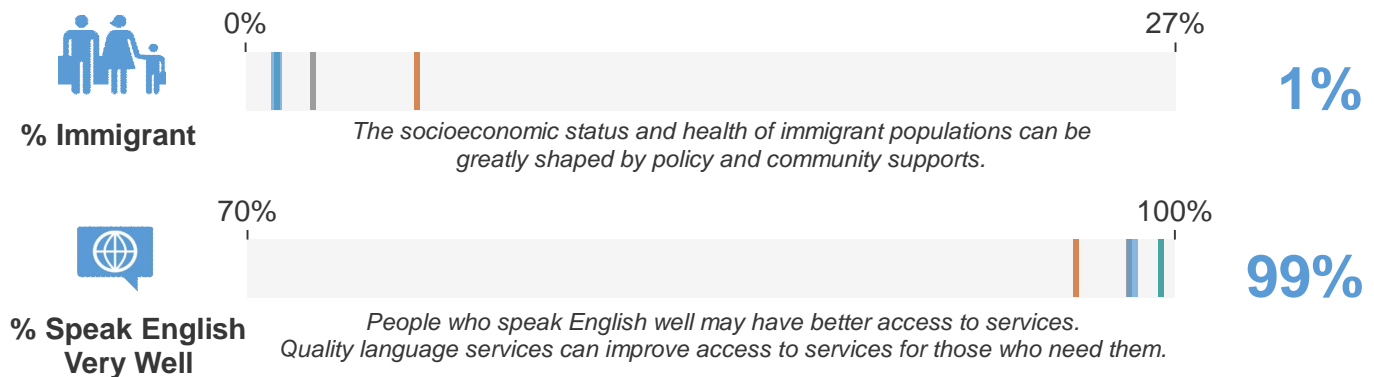 0%
27%
1%
% Immigrant
The socioeconomic status and health of immigrant populations can be
greatly shaped by policy and community supports.
70%
100%
99%
% Speak English
Very Well
People who speak English well may have better access to services.
Quality language services can improve access to services for those who need them.